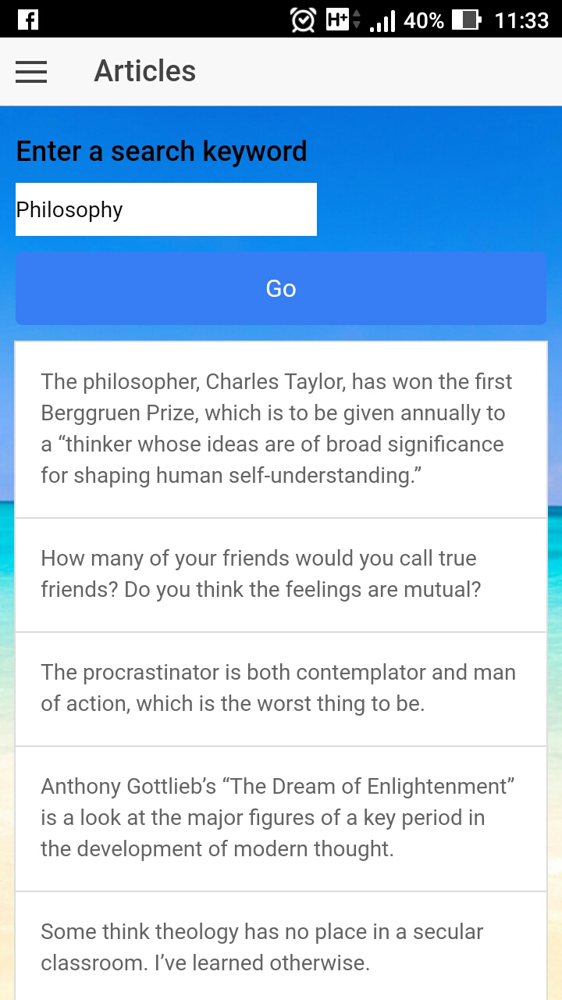 H+ 40% 11:33
Articles
Enter a search keyword
Philosophy
Go
The philosopher, Charles Taylor, has won the first
Berggruen Prize, which is to be given annually to
a “thinker whose ideas are of broad significance
for shaping human self-understanding.”
How many of your friends would you call true
friends? Do you think the feelings are mutual?
The procrastinator is both contemplator and man
of action, which is the worst thing to be.
Anthony Gottlieb’s “The Dream of Enlightenment”
is a look at the major figures of a key period in
the development of modern thought.
Some think theology has no place in a secular
classroom. I’ve learned otherwise.